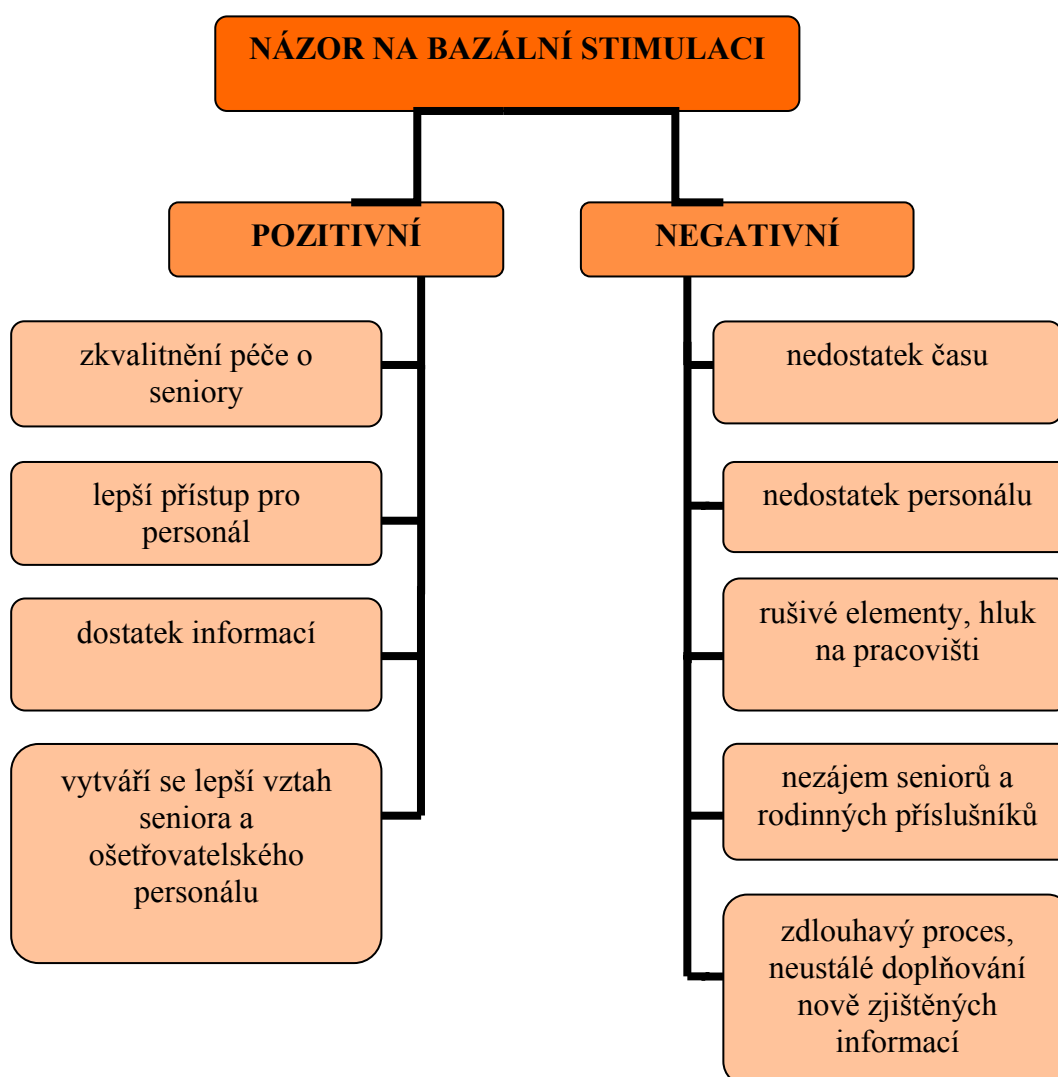 NÁZOR NA BAZÁLNÍ STIMULACI
POZITIVNÍ
NEGATIVNÍ
zkvalitnění péče o
seniory
lepší přístup pro
personál
dostatek informací
vytváří se lepší vztah
seniora a
ošetřovatelského
personálu
nedostatek času
nedostatek personálu
rušivé elementy, hluk
na pracovišti
nezájem seniorů a
rodinných příslušníků
zdlouhavý proces,
neustálé doplňování
nově zjištěných
informací